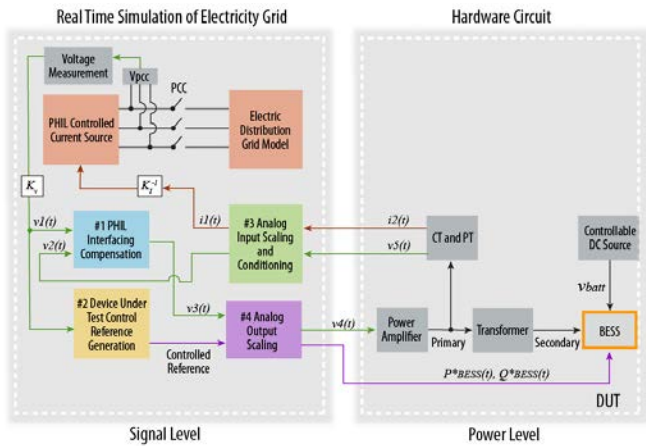 Real Time Simulation of Electricity Grid
Hardware Circuit
Voltage
Measurement
Vpcc
PCC
PHIL Controlled
Current Source
Electric
Distribution
Grid Model
Kv
KI^-1
v1(t)
v2(t)
#1 PHIL
Interfacing
Compensation
i1(t)
#3 Analog
Input Scaling
and
Conditioning
i2(t)
v5(t)
CT and PT
Controllable
DC Source
vbatt
#2 Device Under
Test Control
Reference
Generation
v3(t)
Controlled
Reference
#4 Analog
Output
Scaling
v4(t)
Power
Amplifier
Primary
Transformer
Secondary
BESS
P*BESS(t), Q*BESS(t)
DUT
Signal Level
Power Level